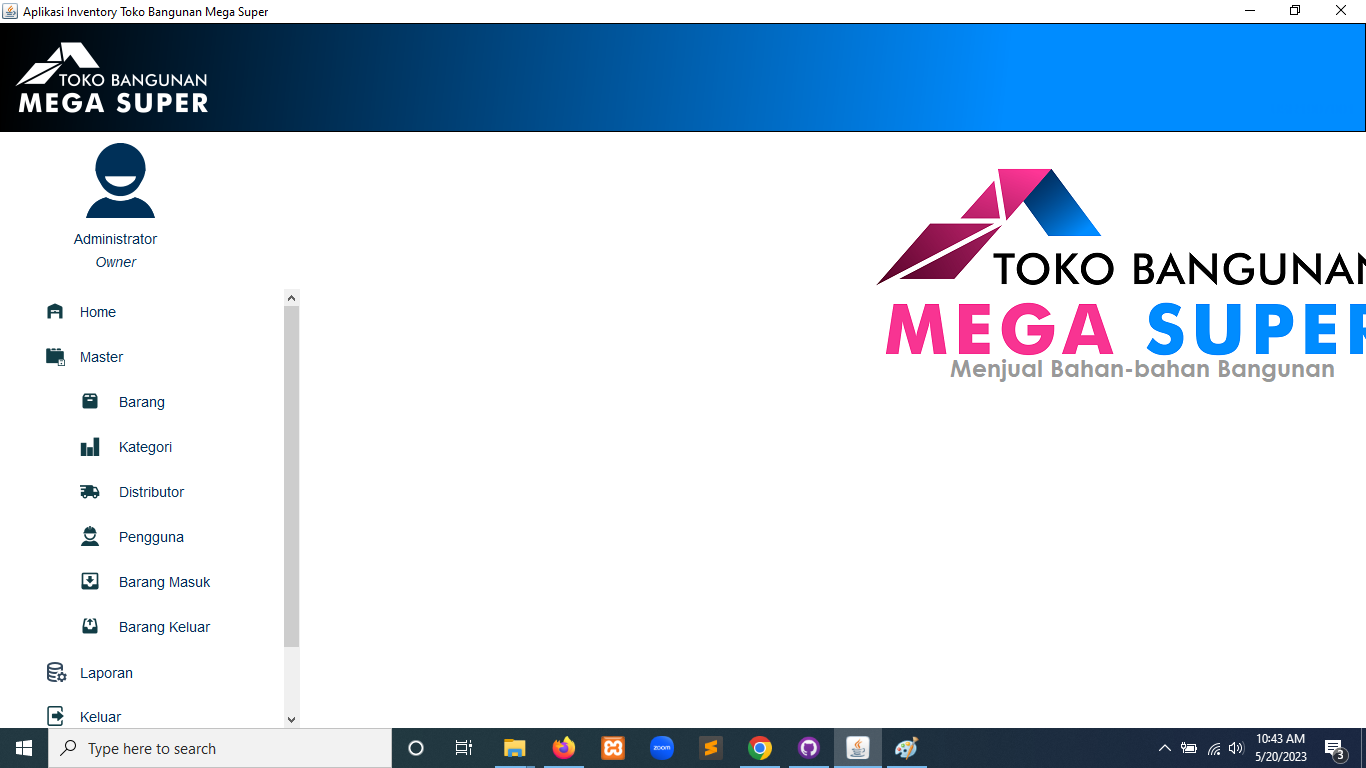 Aplikasi Inventory Toko Bangunan Mega Super
TOKO BANGUNAN
MEGA SUPER
Administrator
Owner
Home
Master
Barang
Kategori
Distributor
Pengguna
Barang Masuk
Barang Keluar
Laporan
Keluar
TOKO BANGUNAN
MEGA SUPER
Menjual Bahan-bahan Bangunan
Type here to search
zoom
10:43 AM
5/20/2023
3